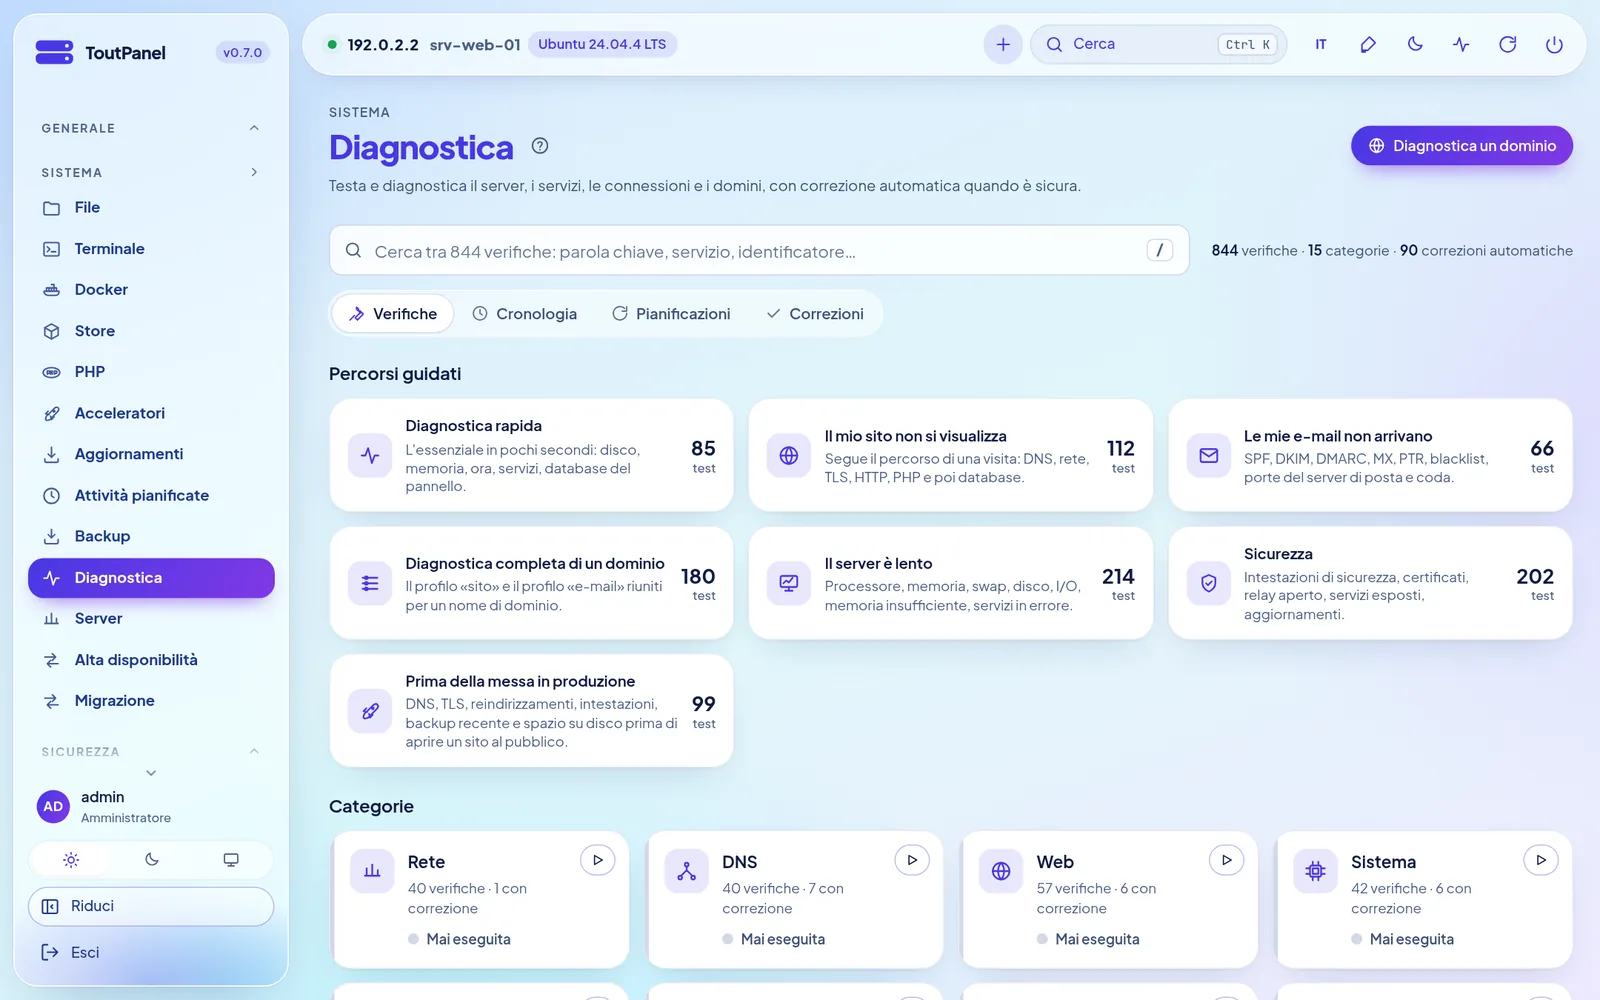 ToutPanel
v0.7.0
GENERALE
SISTEMA
File
Terminale
Docker
Store
PHP
Acceleratori
Aggiornamenti
Attività pianificate
Backup
Diagnostica
Server
Alta disponibilità
Migrazione
SICUREZZA
AD
admin
Amministratore
Riduci
Esci
192.0.2.2 srv-web-01 Ubuntu 24.04.4 LTS
Cerca
Ctrl K
IT
SISTEMA
Diagnostica
Testa e diagnostica il server, i servizi, le connessioni e i domini, con correzione automatica quando è sicura.
Diagnostica un dominio
Cerca tra 844 verifiche: parola chiave, servizio, identificatore…
/
844 verifiche · 15 categorie · 90 correzioni automatiche
Verifiche
Cronologia
Pianificazioni
Correzioni
Percorsi guidati
Diagnostica rapida
L'essenziale in pochi secondi: disco,
memoria, ora, servizi, database del
pannello.
85
test
Il mio sito non si visualizza
Segue il percorso di una visita: DNS, rete,
TLS, HTTP, PHP e poi database.
112
test
Le mie e-mail non arrivano
SPF, DKIM, DMARC, MX, PTR, blacklist,
porte del server di posta e coda.
66
test
Diagnostica completa di un dominio
Il profilo «sito» e il profilo «e-mail» riuniti
per un nome di dominio.
180
test
Il server è lento
Processore, memoria, swap, disco, I/O,
memoria insufficiente, servizi in errore.
214
test
Sicurezza
Intestazioni di sicurezza, certificati,
relay aperto, servizi esposti,
aggiornamenti.
202
test
Prima della messa in produzione
DNS, TLS, reindirizzamenti, intestazioni,
backup recente e spazio su disco prima di
aprire un sito al pubblico.
99
test
Categorie
Rete
40 verifiche · 1 con
correzione
Mai eseguita
DNS
40 verifiche · 7 con
correzione
Mai eseguita
Web
57 verifiche · 6 con
correzione
Mai eseguita
Sistema
42 verifiche · 6 con
correzione
Mai eseguita